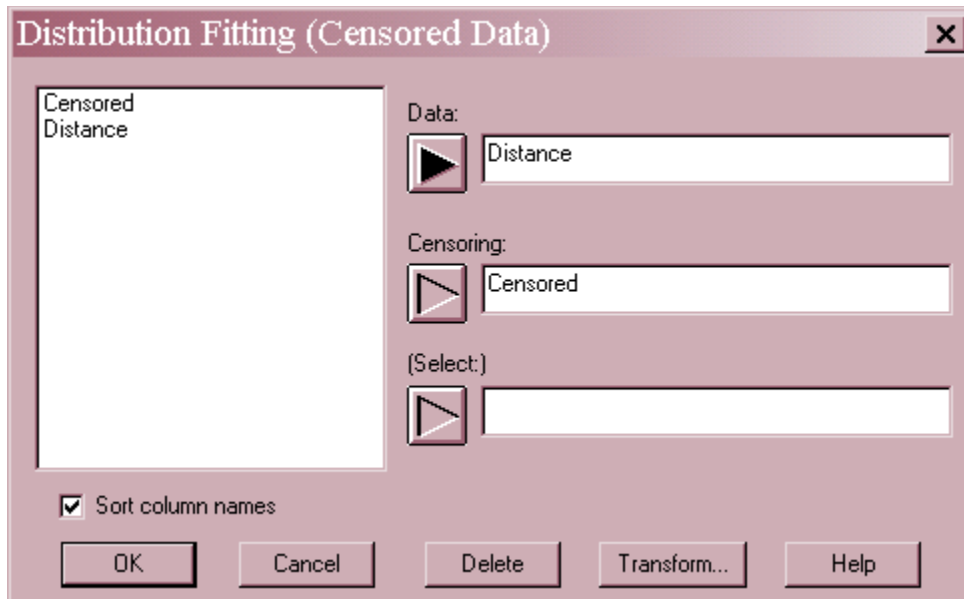 Distribution Fitting (Censored Data)
Censored
Distance
Data:
Distance
Censoring:
Censored
(Select:)
Sort column names
OK
Cancel
Delete
Transform...
Help